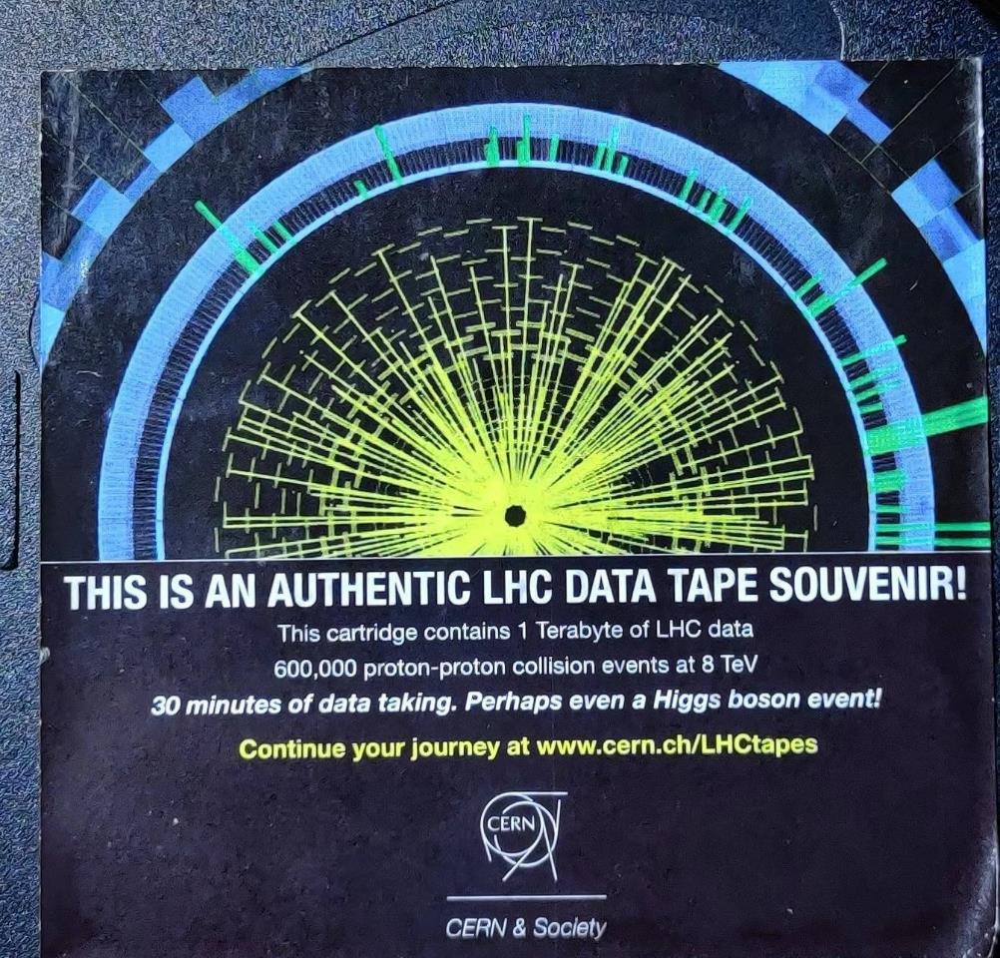 THIS IS AN AUTHENTIC LHC DATA TAPE SOUVENIR!
This cartridge contains 1 Terabyte of LHC data
600,000 proton-proton collision events at 8 TeV
30 minutes of data taking. Perhaps even a Higgs boson event!
Continue your journey at www.cern.ch/LHCtapes
CERN
CERN & Society